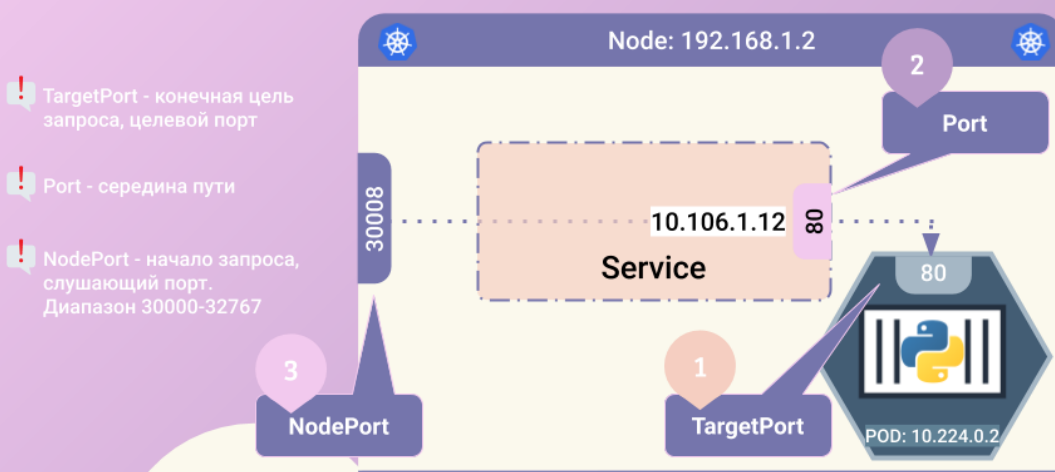 Node: 192.168.1.2
2
Port
TargetPort - конечная цель
запроса, целевой порт
Port - середина пути
NodePort - начало запроса,
слушающий порт.
Диапазон 30000-32767
30008
10.106.1.12
80
Service
80
3
NodePort
1
TargetPort
POD: 10.224.0.2